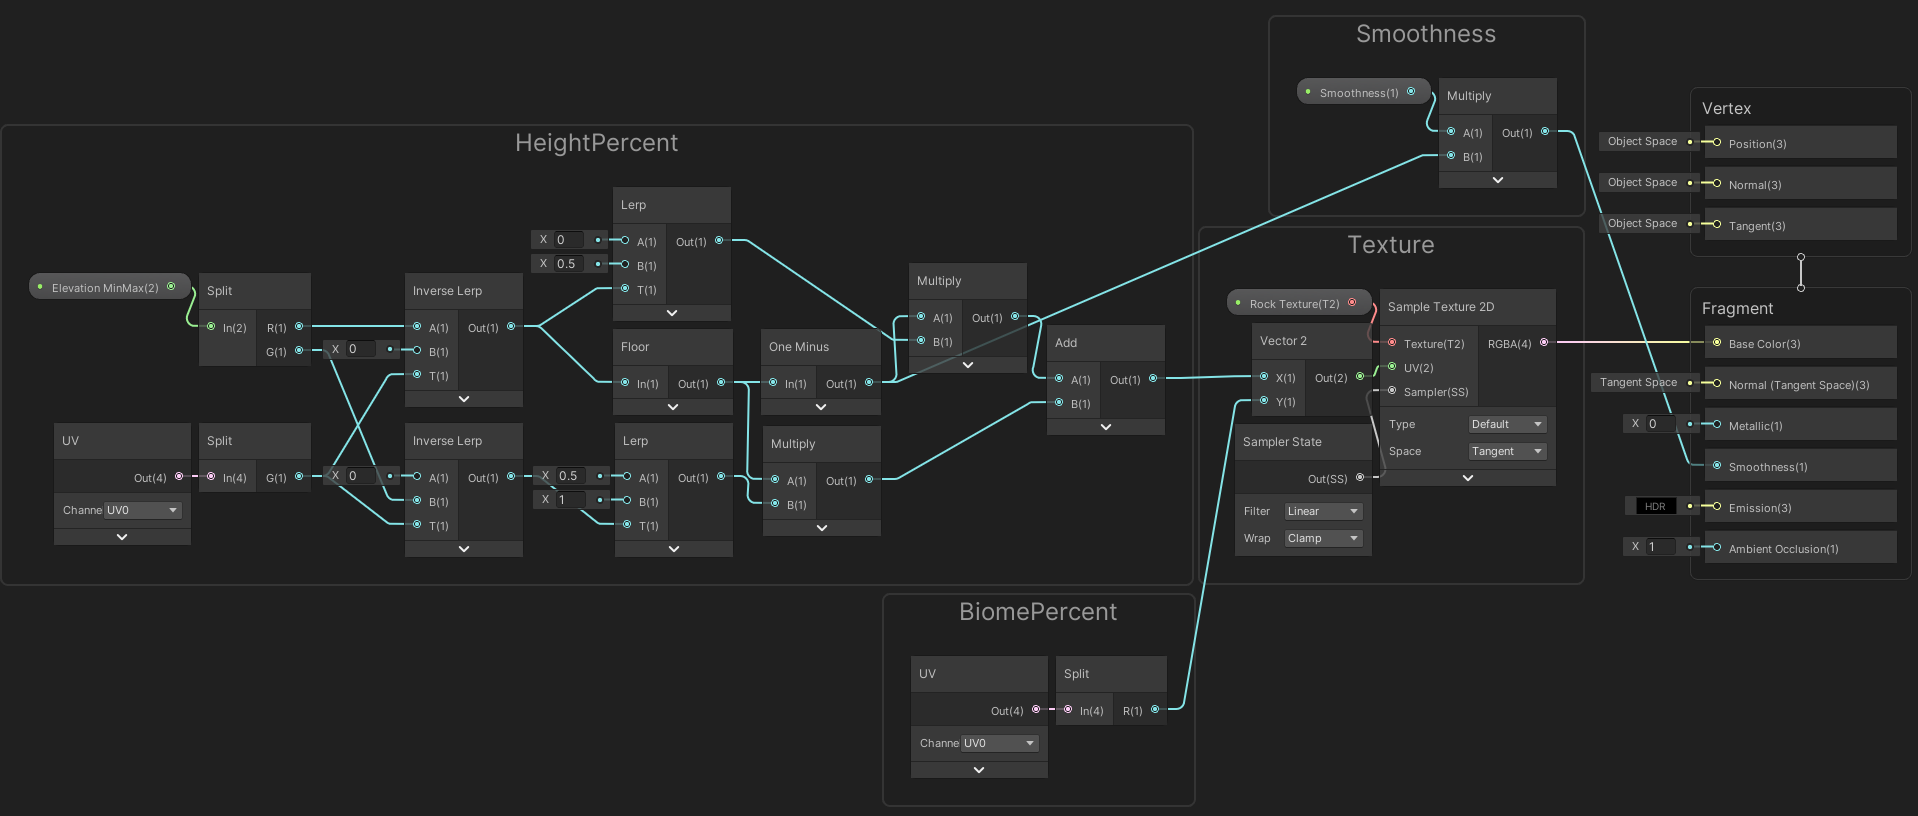 Smoothness
Smoothness(1)
Multiply
A(1)
Out(1)
B(1)
Vertex
Object Space
Position(3)
Object Space
Normal(3)
Object Space
Tangent(3)
HeightPercent
Elevation MinMax(2)
Split
In(2)
R(1)
G(1)
UV
Out(4)
Channe
UV0
Split
In(4)
G(1)
Inverse Lerp
A(1)
Out(1)
X 0
B(1)
T(1)
Inverse Lerp
X 0
A(1)
Out(1)
B(1)
T(1)
Lerp
X 0
A(1)
Out(1)
X 0.5
B(1)
T(1)
Floor
In(1)
Out(1)
Lerp
X 0.5
A(1)
Out(1)
X 1
B(1)
T(1)
One Minus
In(1)
Out(1)
Multiply
A(1)
Out(1)
B(1)
Multiply
A(1)
Out(1)
B(1)
Add
A(1)
Out(1)
B(1)
Texture
Rock Texture(T2)
Vector 2
X(1)
Out(2)
Y(1)
Sampler State
Out(SS)
Filter
Linear
Wrap
Clamp
Sample Texture 2D
Texture(T2)
RGBA(4)
UV(2)
Sampler(SS)
Type
Default
Space
Tangent
Fragment
Base Color(3)
Tangent Space
Normal (Tangent Space)(3)
X 0
Metallic(1)
Smoothness(1)
HDR
Emission(3)
X 1
Ambient Occlusion(1)
BiomePercent
UV
Out(4)
Channe
UV0
Split
In(4)
R(1)